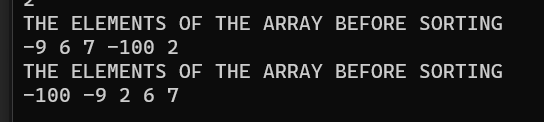 2
THE ELEMENTS OF THE ARRAY BEFORE SORTING
-9 6 7 -100 2
THE ELEMENTS OF THE ARRAY BEFORE SORTING
-100 -9 2 6 7